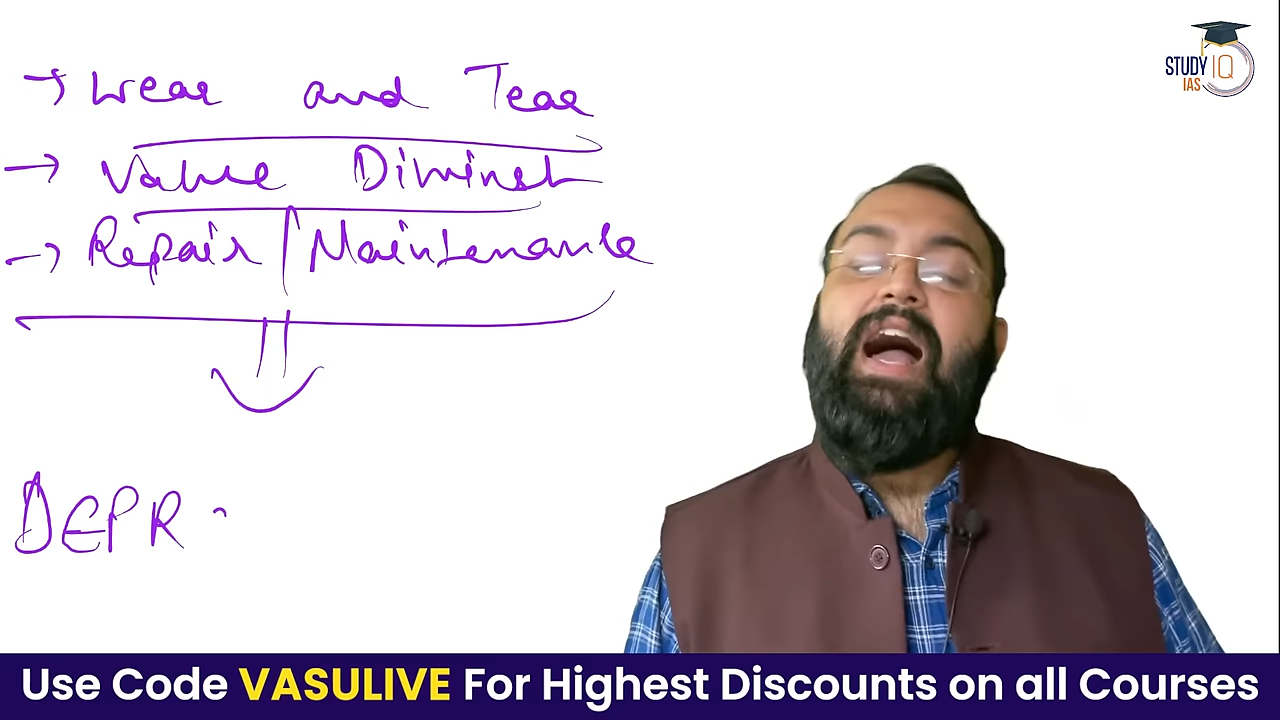 → Wear and Tear
→ Value Diminish
→ Repair / Maintenance
DEPR
STUDY IQ
IAS
Use Code VASULIVE For Highest Discounts on all Courses